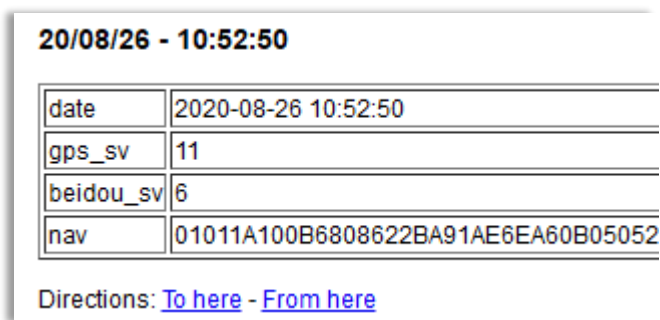 20/08/26 - 10:52:50
date 2020-08-26 10:52:50
gps_sv 11
beidou_sv 6
nav 01011A100B6808622BA91AE6EA60B05052
Directions: To here - From here